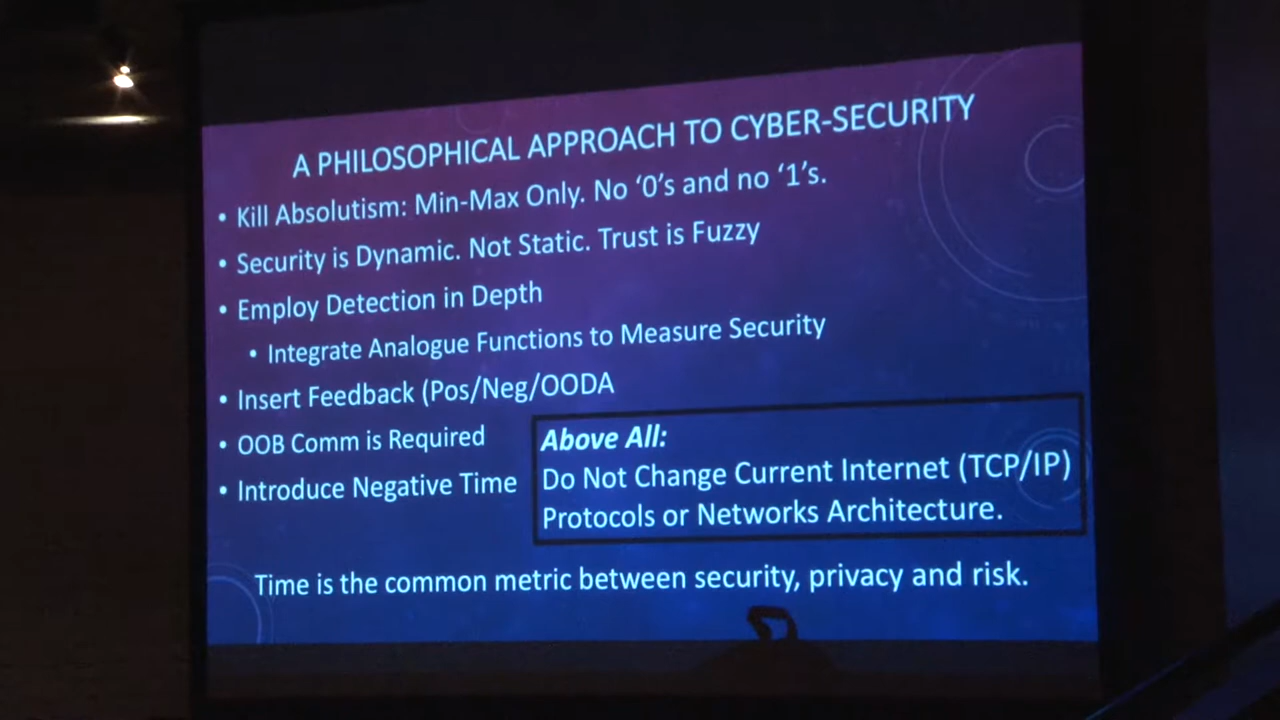 A PHILOSOPHICAL APPROACH TO CYBER-SECURITY
• Kill Absolutism: Min-Max Only. No ‘0’s and no ‘1’s.
• Security is Dynamic. Not Static. Trust is Fuzzy
• Employ Detection in Depth
• Integrate Analogue Functions to Measure Security
• Insert Feedback (Pos/Neg/OODA
• OOB Comm is Required
• Introduce Negative Time
Above All:
Do Not Change Current Internet (TCP/IP)
Protocols or Networks Architecture.
Time is the common metric between security, privacy and risk.